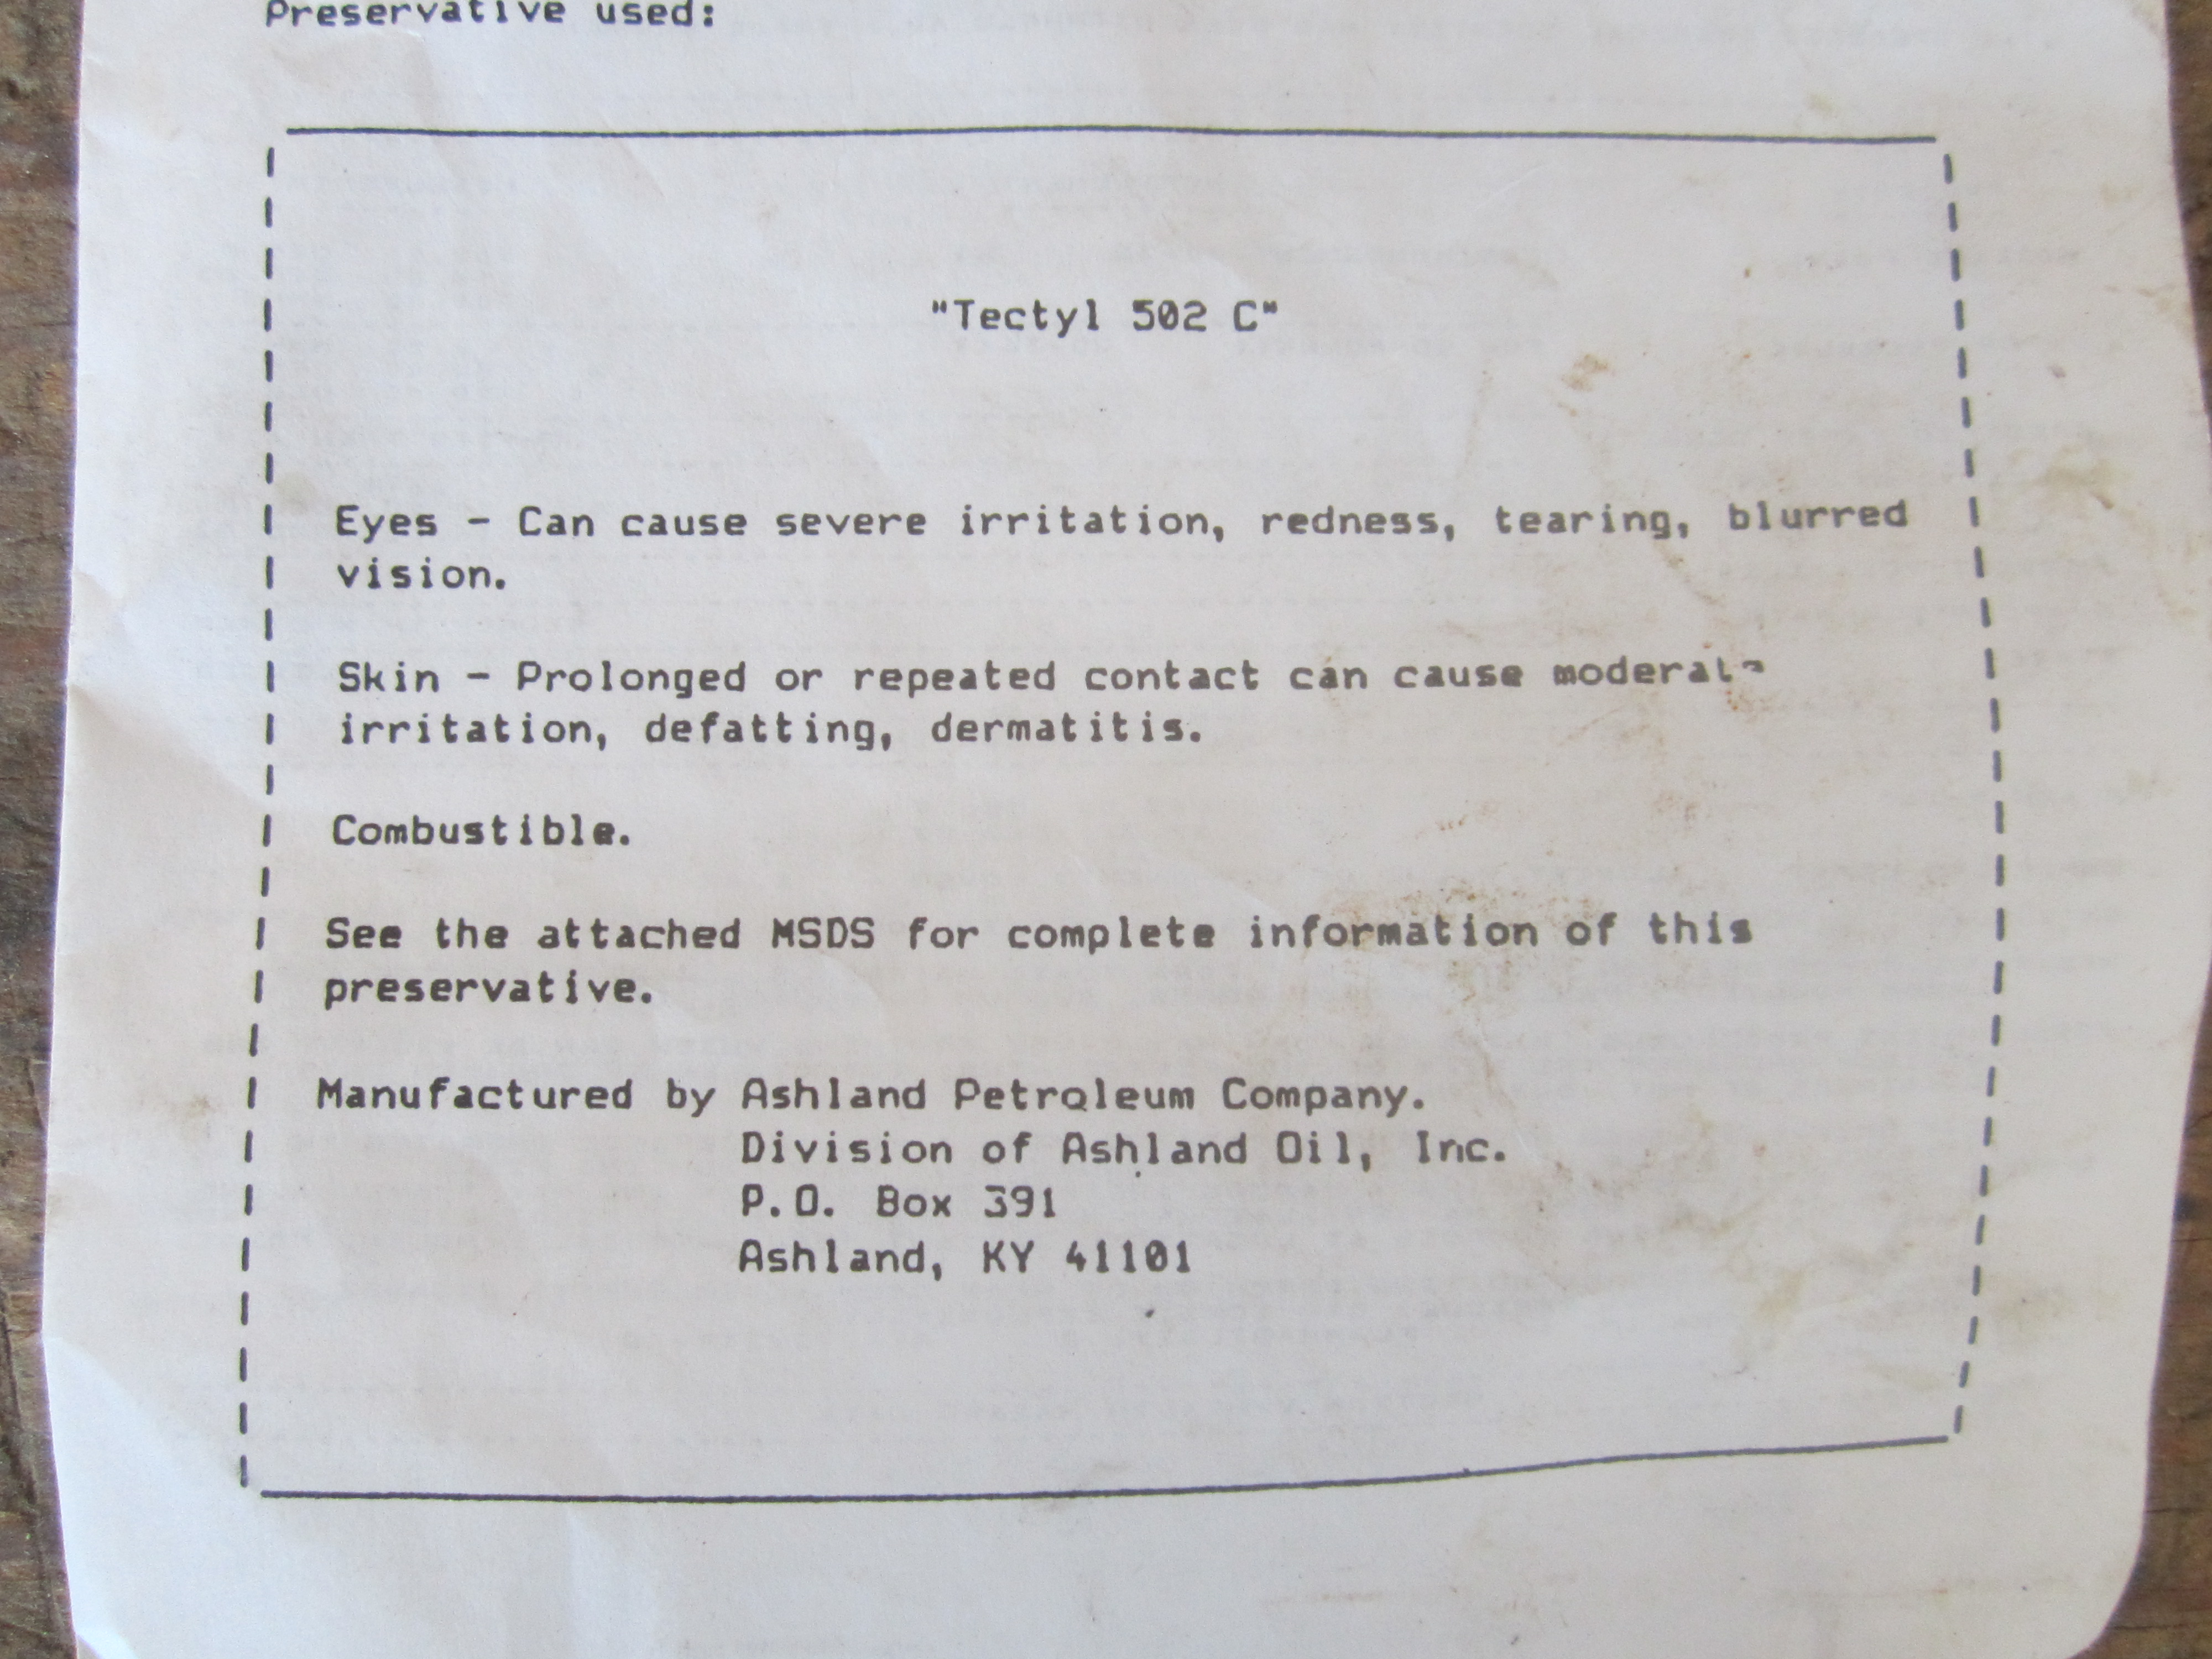 Preservative used:
"Tectyl 502 C"
Eyes - Can cause severe irritation, redness, tearing, blurred
vision.
Skin - Prolonged or repeated contact can cause moderate
irritation, defatting, dermatitis.
Combustible.
See the attached MSDS for complete information of this
preservative.
Manufactured by Ashland Petroleum Company.
Division of Ashland Oil, Inc.
P.O. Box 391
Ashland, KY 41101